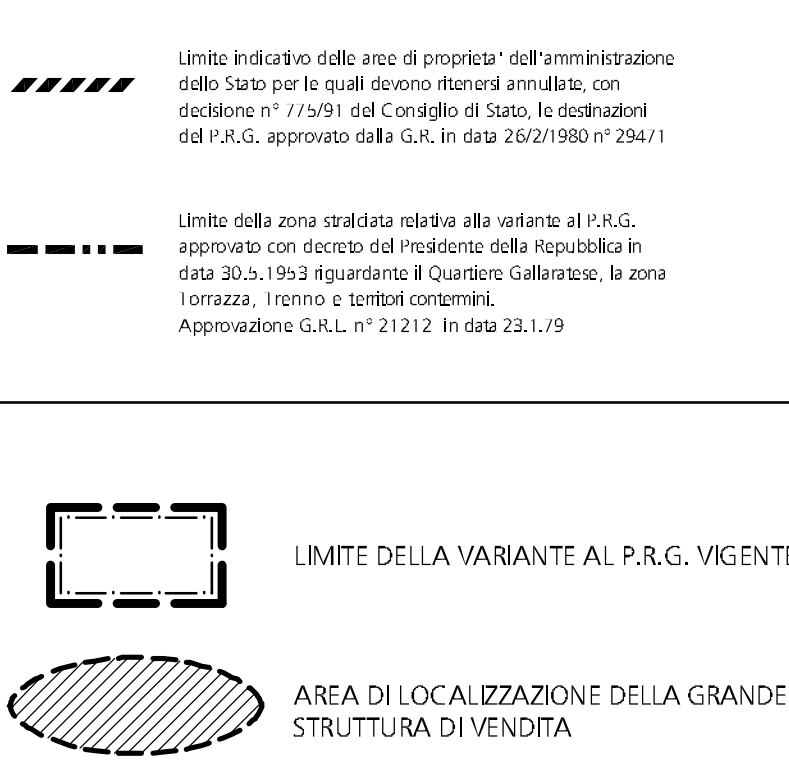 Limite indicativo delle aree di proprieta' dell'amministrazione
dello Stato per le quali devono ritenersi annullate, con
decisione n° 775/91 del Consiglio di Stato, le destinazioni
del P.R.G. approvato dalla G.R. in data 26/2/1980 n° 29471
Limite della zona stralciata relativa alla variante al P.R.G.
approvato con decreto del Presidente della Repubblica in
data 30.5.1953 riguardante il Quartiere Gallaratese, la zona
Torrazza, Trenno e territori contermini.
Approvazione G.R.L. n° 21212 in data 23.1.79
LIMITE DELLA VARIANTE AL P.R.G. VIGENTE
AREA DI LOCALIZZAZIONE DELLA GRANDE
STRUTTURA DI VENDITA